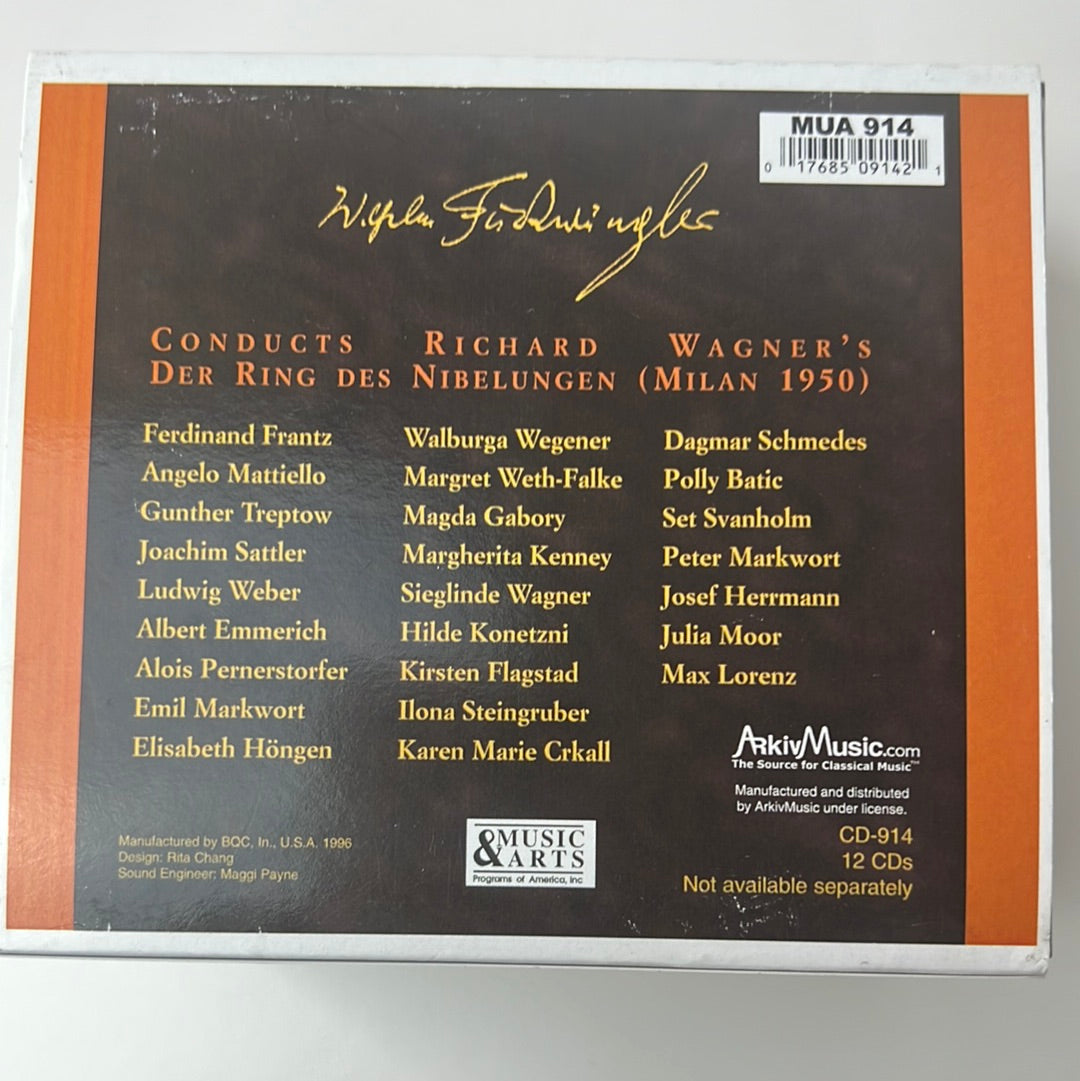 MUA 914
0 17685 09142 1
Wilhelm Furtwängler
CONDUCTS RICHARD WAGNER'S
DER RING DES NIBELUNGEN (MILAN 1950)
Ferdinand Frantz
Angelo Mattiello
Gunther Treptow
Joachim Sattler
Ludwig Weber
Albert Emmerich
Alois Pernerstorfer
Emil Markwort
Elisabeth Höngen
Walburga Wegener
Margret Weth-Falke
Magda Gabory
Margherita Kenney
Sieglinde Wagner
Hilde Konetzni
Kirsten Flagstad
Ilona Steingruber
Karen Marie Crkall
Dagmar Schmedes
Polly Batic
Set Svanholm
Peter Markwort
Josef Herrmann
Julia Moor
Max Lorenz
ArkivMusic.com
The Source for Classical Music™
Manufactured and distributed
by ArkivMusic under license.
CD-914
12 CDs
Not available separately
Manufactured by BQC, In., U.S.A. 1996
Design: Rita Chang
Sound Engineer: Maggi Payne
MUSIC
& ARTS
Programs of America, Inc